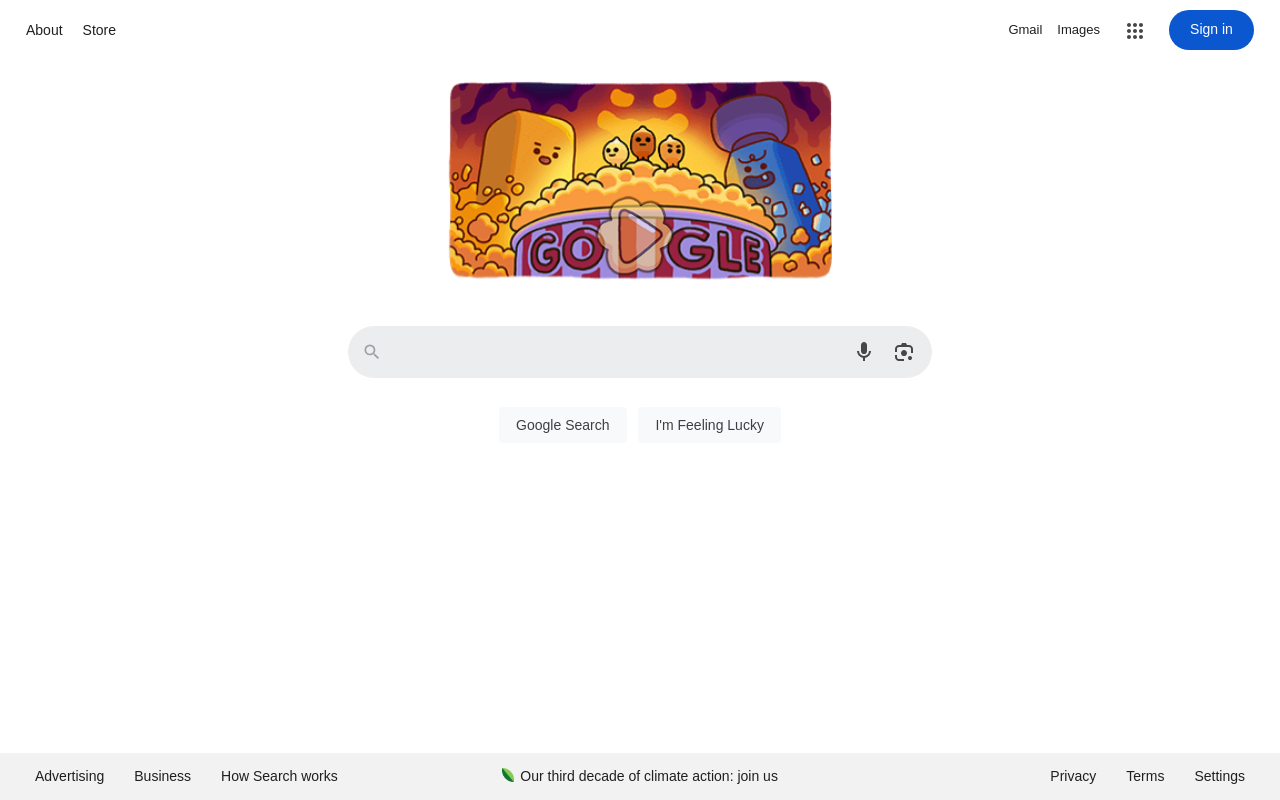 About Store
Gmail Images Sign in
GOOGLE
Google Search I'm Feeling Lucky
Advertising Business How Search works
Our third decade of climate action: join us
Privacy Terms Settings